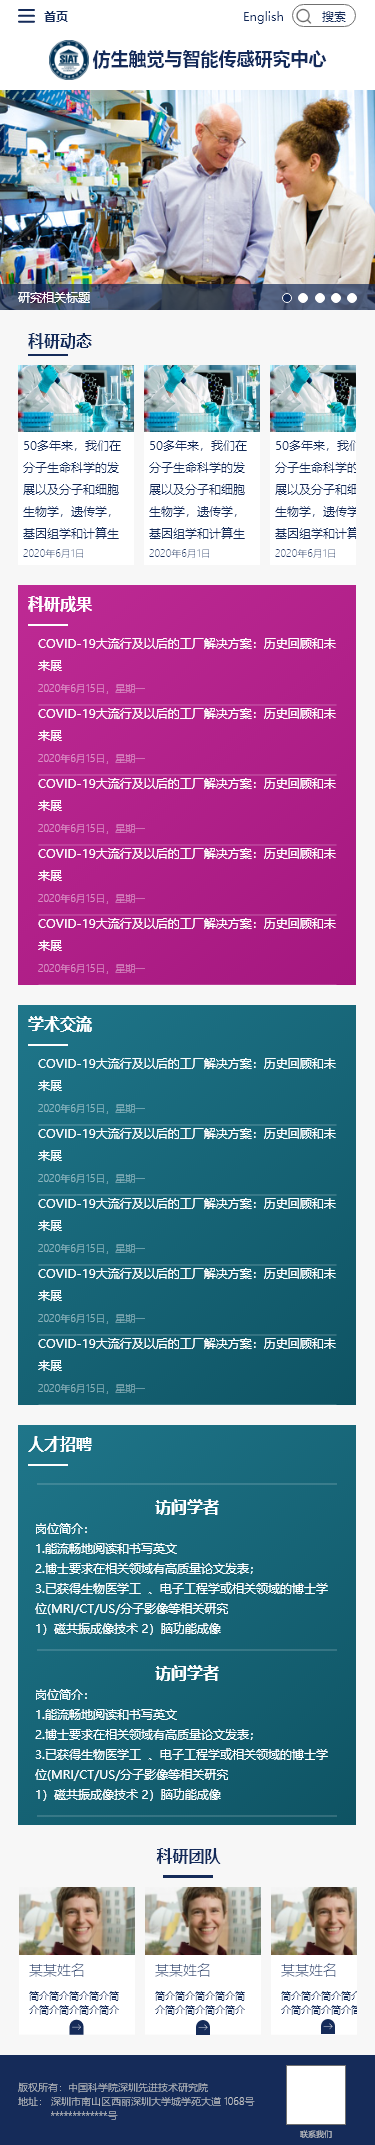 首页
English
搜索
SIAT
仿生触觉与智能传感研究中心
研究相关标题
科研动态
50多年来，我们在
分子生命科学的发
展以及分子和细胞
生物学，遗传学，
基因组学和计算生
2020年6月1日
50多年来，我们在
分子生命科学的发
展以及分子和细胞
生物学，遗传学，
基因组学和计算生
2020年6月1日
50多年来，我们
分子生命科学的
展以及分子和细
生物学，遗传学
基因组学和计算
2020年6月1日
科研成果
COVID-19大流行及以后的工厂解决方案：历史回顾和未
来展
2020年6月15日，星期一
COVID-19大流行及以后的工厂解决方案：历史回顾和未
来展
2020年6月15日，星期一
COVID-19大流行及以后的工厂解决方案：历史回顾和未
来展
2020年6月15日，星期一
COVID-19大流行及以后的工厂解决方案：历史回顾和未
来展
2020年6月15日，星期一
COVID-19大流行及以后的工厂解决方案：历史回顾和未
来展
2020年6月15日，星期一
学术交流
COVID-19大流行及以后的工厂解决方案：历史回顾和未
来展
2020年6月15日，星期一
COVID-19大流行及以后的工厂解决方案：历史回顾和未
来展
2020年6月15日，星期一
COVID-19大流行及以后的工厂解决方案：历史回顾和未
来展
2020年6月15日，星期一
COVID-19大流行及以后的工厂解决方案：历史回顾和未
来展
2020年6月15日，星期一
COVID-19大流行及以后的工厂解决方案：历史回顾和未
来展
2020年6月15日，星期一
人才招聘
访问学者
岗位简介：
1.能流畅地阅读和书写英文
2.博士要求在相关领域有高质量论文发表；
3.已获得生物医学工 、电子工程学或相关领域的博士学
位(MRI/CT/US/分子影像等相关研究
1）磁共振成像技术 2）脑功能成像
访问学者
岗位简介：
1.能流畅地阅读和书写英文
2.博士要求在相关领域有高质量论文发表；
3.已获得生物医学工 、电子工程学或相关领域的博士学
位(MRI/CT/US/分子影像等相关研究
1）磁共振成像技术 2）脑功能成像
科研团队
某某姓名
简介简介简介简介简
介简介简介简介简介
某某姓名
简介简介简介简介简
介简介简介简介简介
某某姓名
简介简介简介简
介简介简介简介简
版权所有：中国科学院深圳先进技术研究院
地址： 深圳市南山区西丽深圳大学城学苑大道 1068号
*************号
联系我们